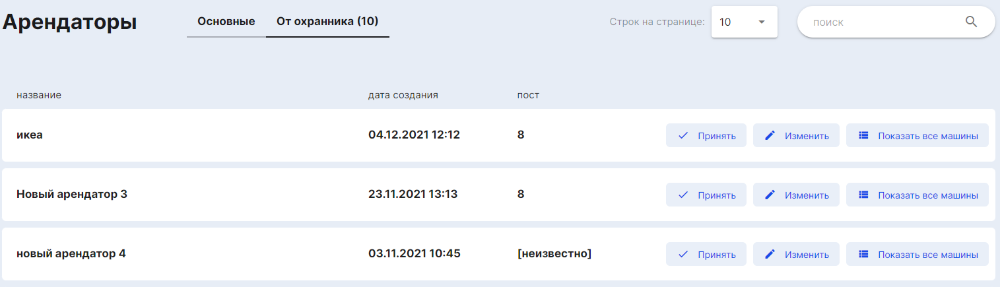 Арендаторы Основные От охранника (10) Строк на странице: 10 поиск
название дата создания пост
икеа 04.12.2021 12:12 8 Принять Изменить Показать все машины
Новый арендатор 3 23.11.2021 13:13 8 Принять Изменить Показать все машины
новый арендатор 4 03.11.2021 10:45 [неизвестно] Принять Изменить Показать все машины